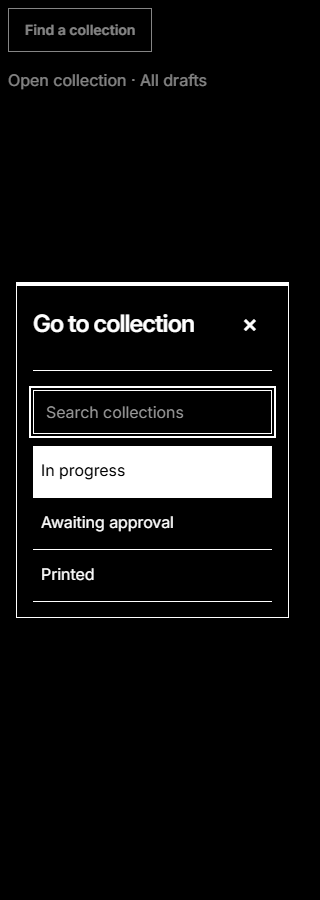 Find a collection
Open collection · All drafts
Go to collection ×
Search collections
In progress
Awaiting approval
Printed